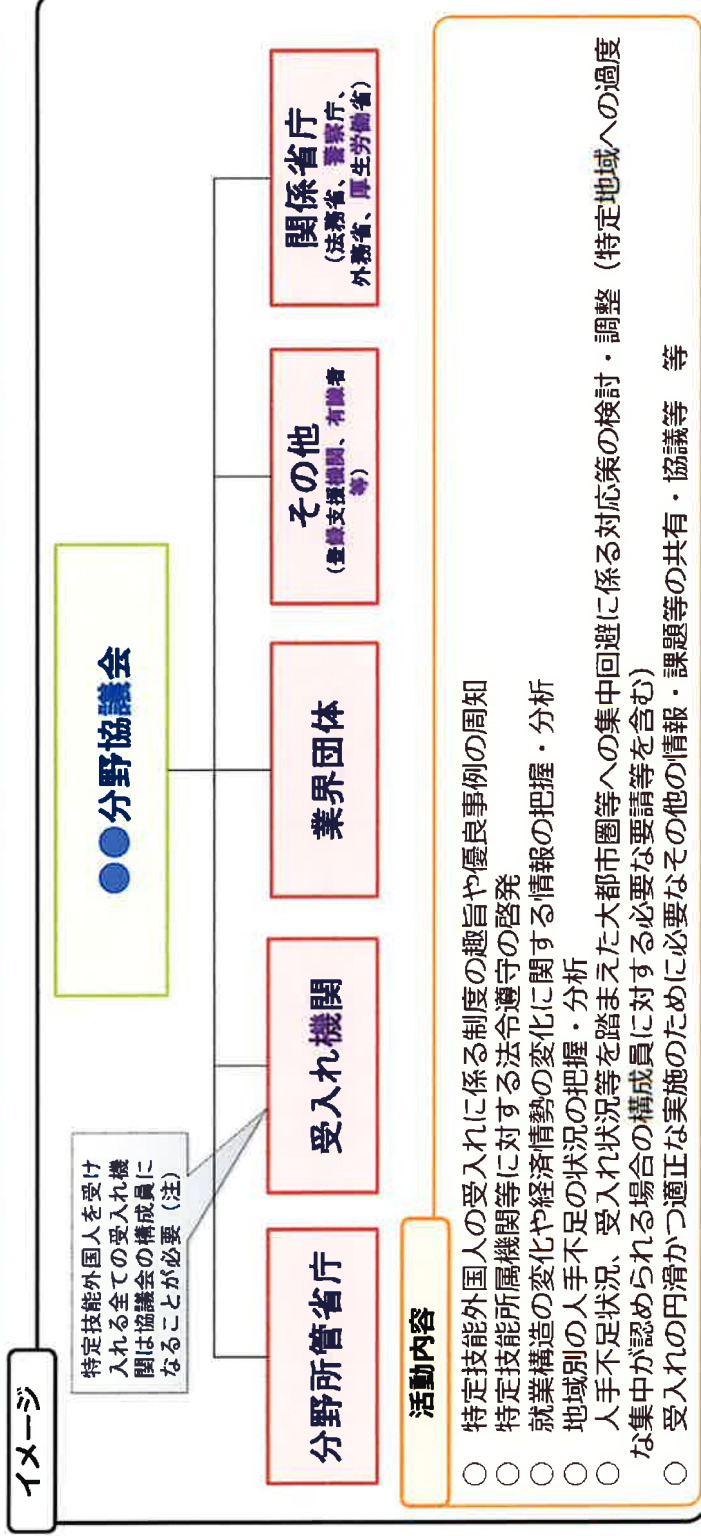 イメージ
●●分野協議会
特定技能外国人を受け
入れる全ての受入れ機
関は協議会の構成員に
なることが必要（注）
分野所管省庁
受入れ機関
業界団体
その他
（登録支援機関、有識者
等）
関係省庁
（法務省、警察庁、
外務省、厚生労働省）
活動内容
○ 特定技能外国人の受入れに係る制度の趣旨や優良事例の周知
○ 特定技能所属機関等に対する法令遵守の啓発
○ 就業構造の変化や経済情勢の変化に関する情報の把握・分析
○ 地域別の人手不足の状況の把握・分析
○ 人手不足状況、受入れ状況等を踏まえた大都市圏等への集中回避に係る対応策の検討・調整（特定地域への過度
な集中が認められる場合の構成員に対する必要な要請等を含む）
○ 受入れの円滑かつ適正な実施のために必要なその他の情報・課題等の共有・協議等　等